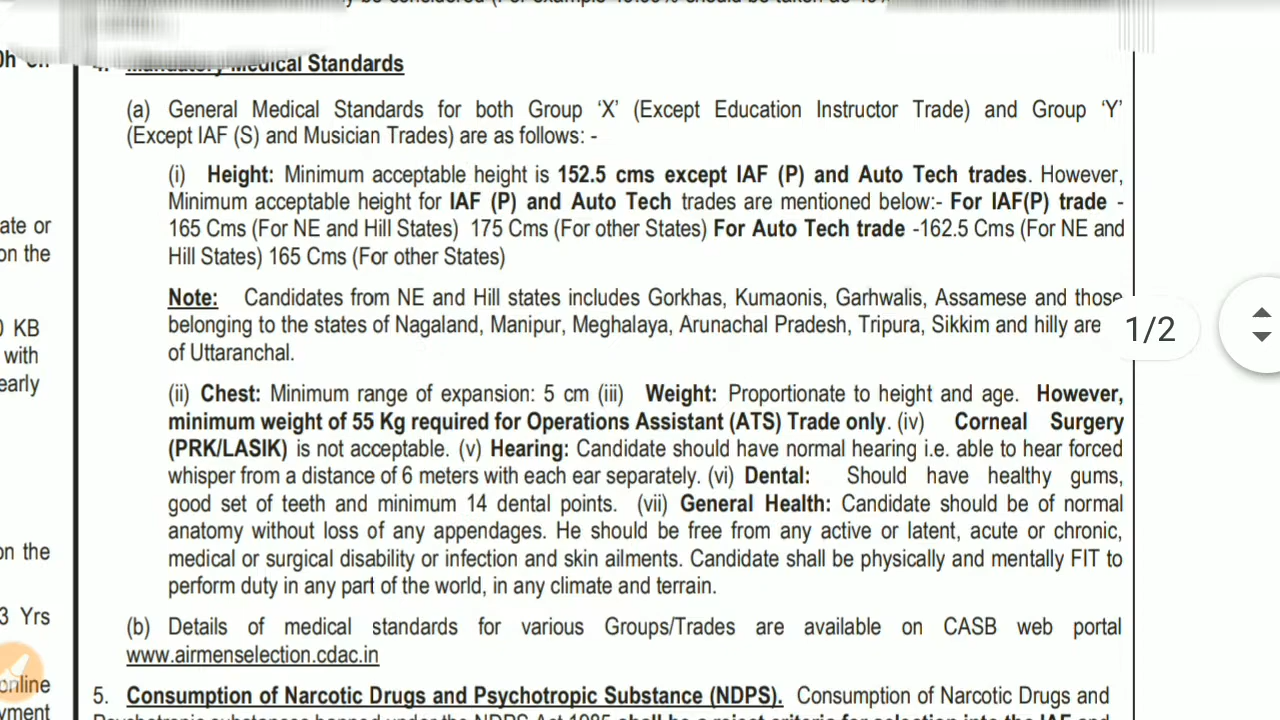 4. Mandatory Medical Standards
(a) General Medical Standards for both Group ‘X’ (Except Education Instructor Trade) and Group ‘Y’
(Except IAF (S) and Musician Trades) are as follows: -
(i) Height: Minimum acceptable height is 152.5 cms except IAF (P) and Auto Tech trades. However,
ate or
Minimum acceptable height for IAF (P) and Auto Tech trades are mentioned below:- For IAF(P) trade -
165 Cms (For NE and Hill States) 175 Cms (For other States) For Auto Tech trade -162.5 Cms (For NE and
on the
Hill States) 165 Cms (For other States)
Note: Candidates from NE and Hill states includes Gorkhas, Kumaonis, Garhwalis, Assamese and those
0 KB
belonging to the states of Nagaland, Manipur, Meghalaya, Arunachal Pradesh, Tripura, Sikkim and hilly are
1/2
with
of Uttaranchal.
early
(ii) Chest: Minimum range of expansion: 5 cm (iii) Weight: Proportionate to height and age. However,
minimum weight of 55 Kg required for Operations Assistant (ATS) Trade only. (iv) Corneal Surgery
(PRK/LASIK) is not acceptable. (v) Hearing: Candidate should have normal hearing i.e. able to hear forced
whisper from a distance of 6 meters with each ear separately. (vi) Dental: Should have healthy gums,
good set of teeth and minimum 14 dental points. (vii) General Health: Candidate should be of normal
anatomy without loss of any appendages. He should be free from any active or latent, acute or chronic,
on the
medical or surgical disability or infection and skin ailments. Candidate shall be physically and mentally FIT to
perform duty in any part of the world, in any climate and terrain.
3 Yrs
(b) Details of medical standards for various Groups/Trades are available on CASB web portal
www.airmenselection.cdac.in
online
5. Consumption of Narcotic Drugs and Psychotropic Substance (NDPS). Consumption of Narcotic Drugs and
yment